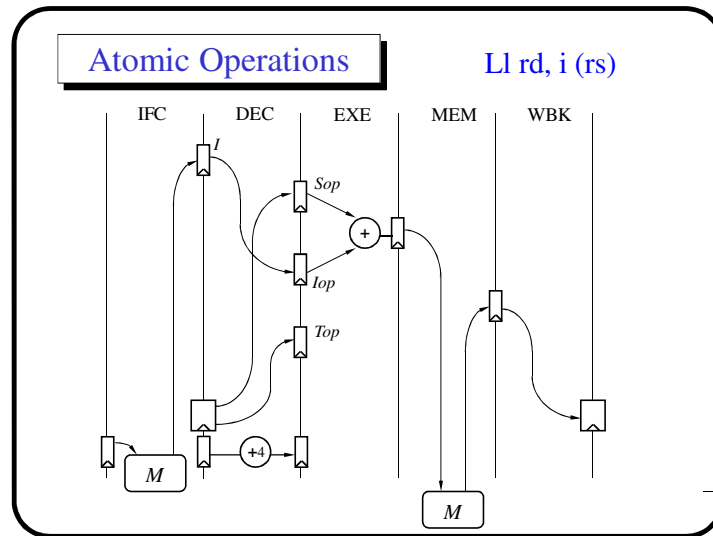 Atomic Operations
Ll rd, i (rs)
IFC DEC EXE MEM WBK
I
Sop
+
Iop
Top
+4
M
M